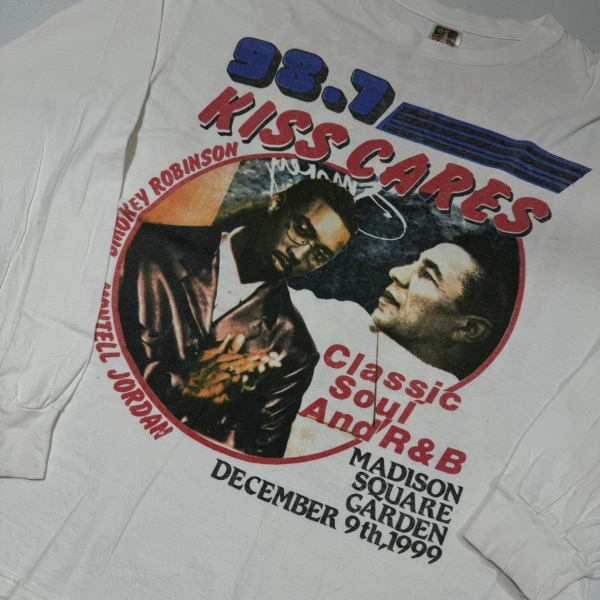 98.7
KISS CARES
SMOKEY ROBINSON
MONTELL JORDAN
Classic
Soul
And R&B
MADISON
SQUARE
GARDEN
DECEMBER 9th, 1999